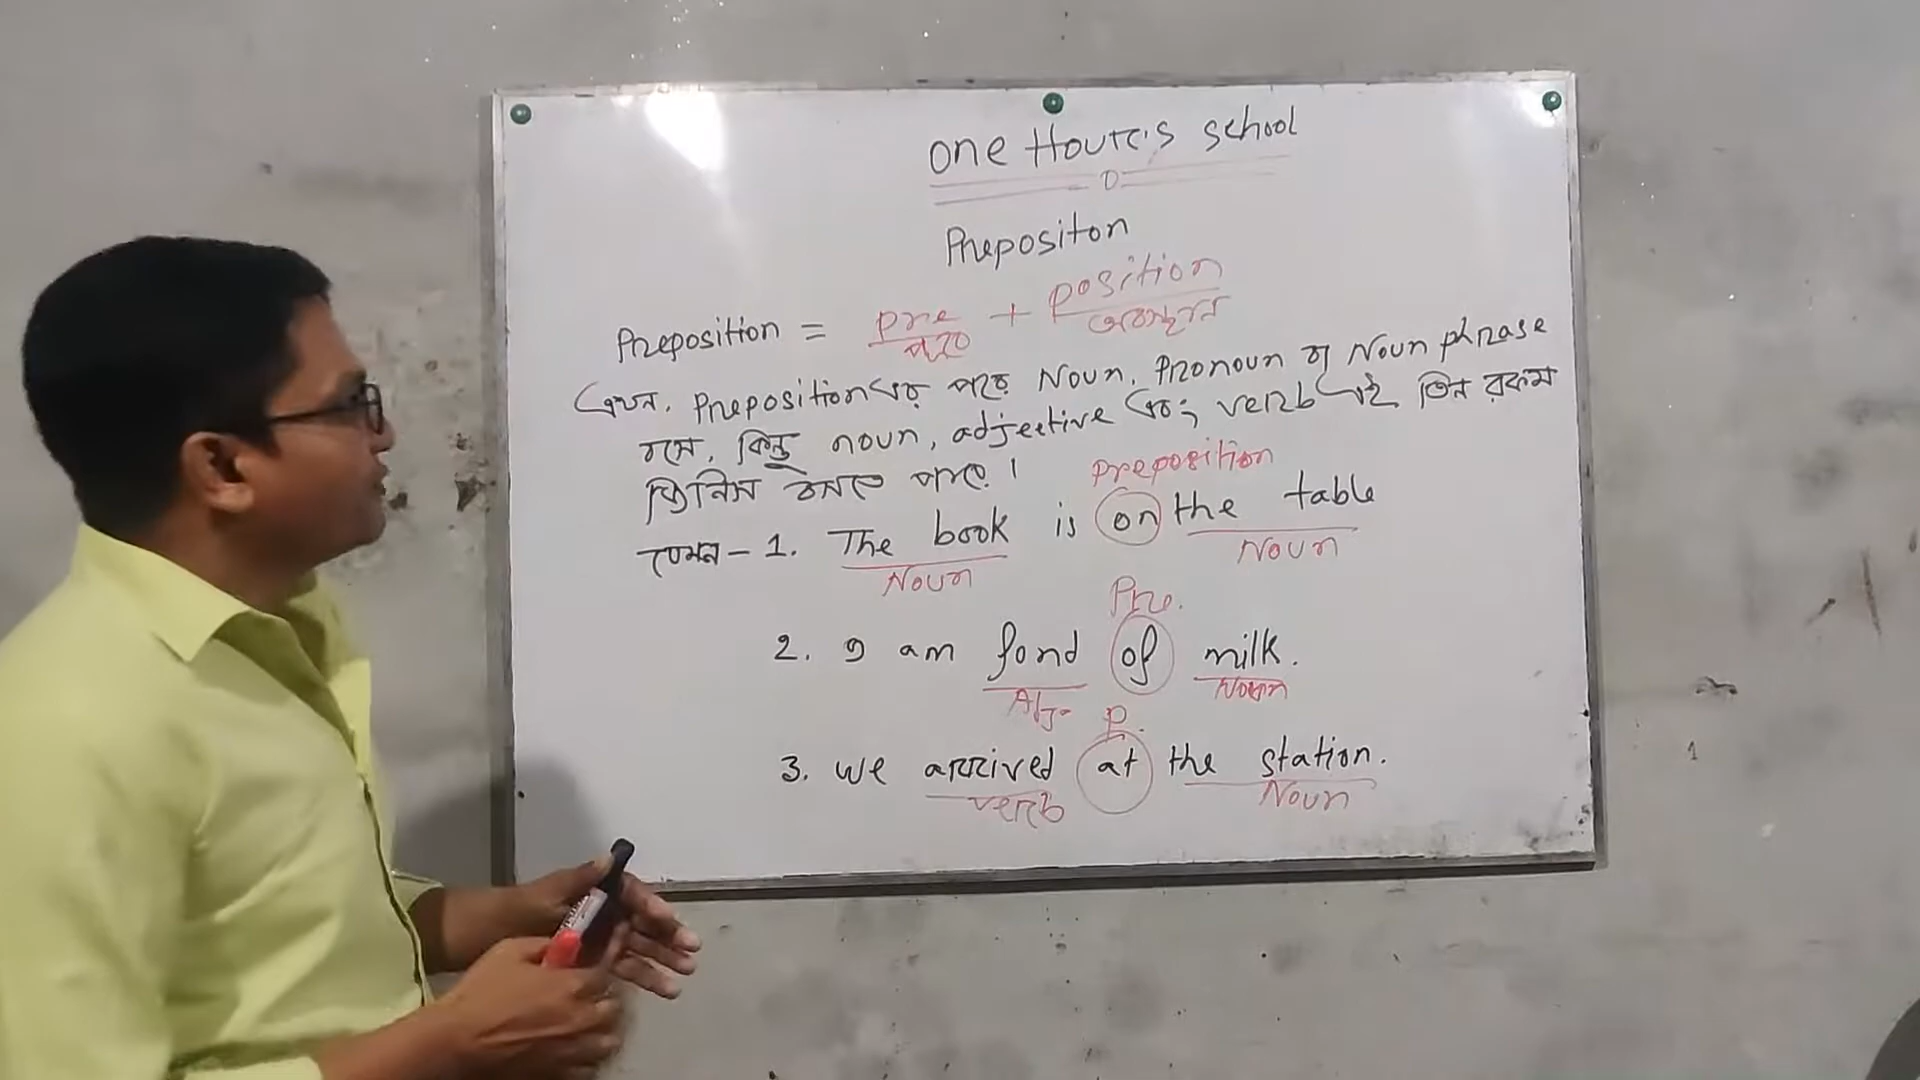 one Hour's school
Prepositon
Preposition = pre + position
অবস্থান
এখন, Preposition এর পরে Noun, Pronoun বা Noun phrase
বসে, কিন্তু noun, adjective এবং verb এই তিন রকম
জিনিস বসতে পারে।
preposition
যেমন- 1. The book is on the table
Noun Noun
Pre.
2. I am fond of milk.
Adj. Noun
P.
3. we arrived at the station.
verb Noun